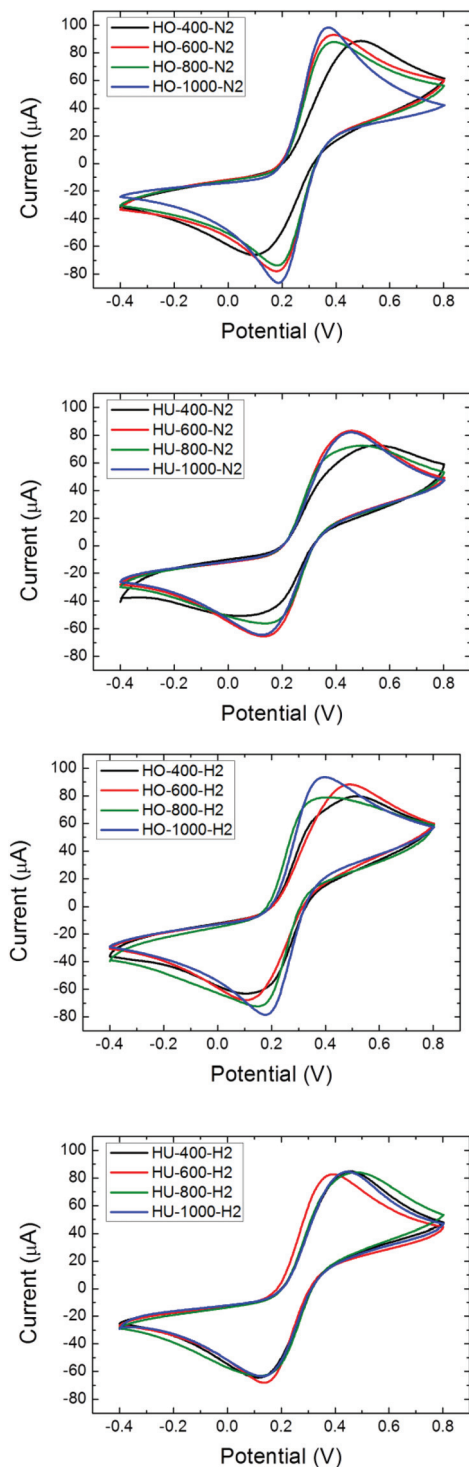 HO-400-N2
HO-600-N2
HO-800-N2
HO-1000-N2
100
80
60
40
20
0
-20
-40
-60
-80
Current (μA)
-0.4 -0.2 0.0 0.2 0.4 0.6 0.8
Potential (V)
HU-400-N2
HU-600-N2
HU-800-N2
HU-1000-N2
100
80
60
40
20
0
-20
-40
-60
-80
Current (μA)
-0.4 -0.2 0.0 0.2 0.4 0.6 0.8
Potential (V)
HO-400-H2
HO-600-H2
HO-800-H2
HO-1000-H2
100
80
60
40
20
0
-20
-40
-60
-80
Current (μA)
-0.4 -0.2 0.0 0.2 0.4 0.6 0.8
Potential (V)
HU-400-H2
HU-600-H2
HU-800-H2
HU-1000-H2
100
80
60
40
20
0
-20
-40
-60
-80
Current (μA)
-0.4 -0.2 0.0 0.2 0.4 0.6 0.8
Potential (V)